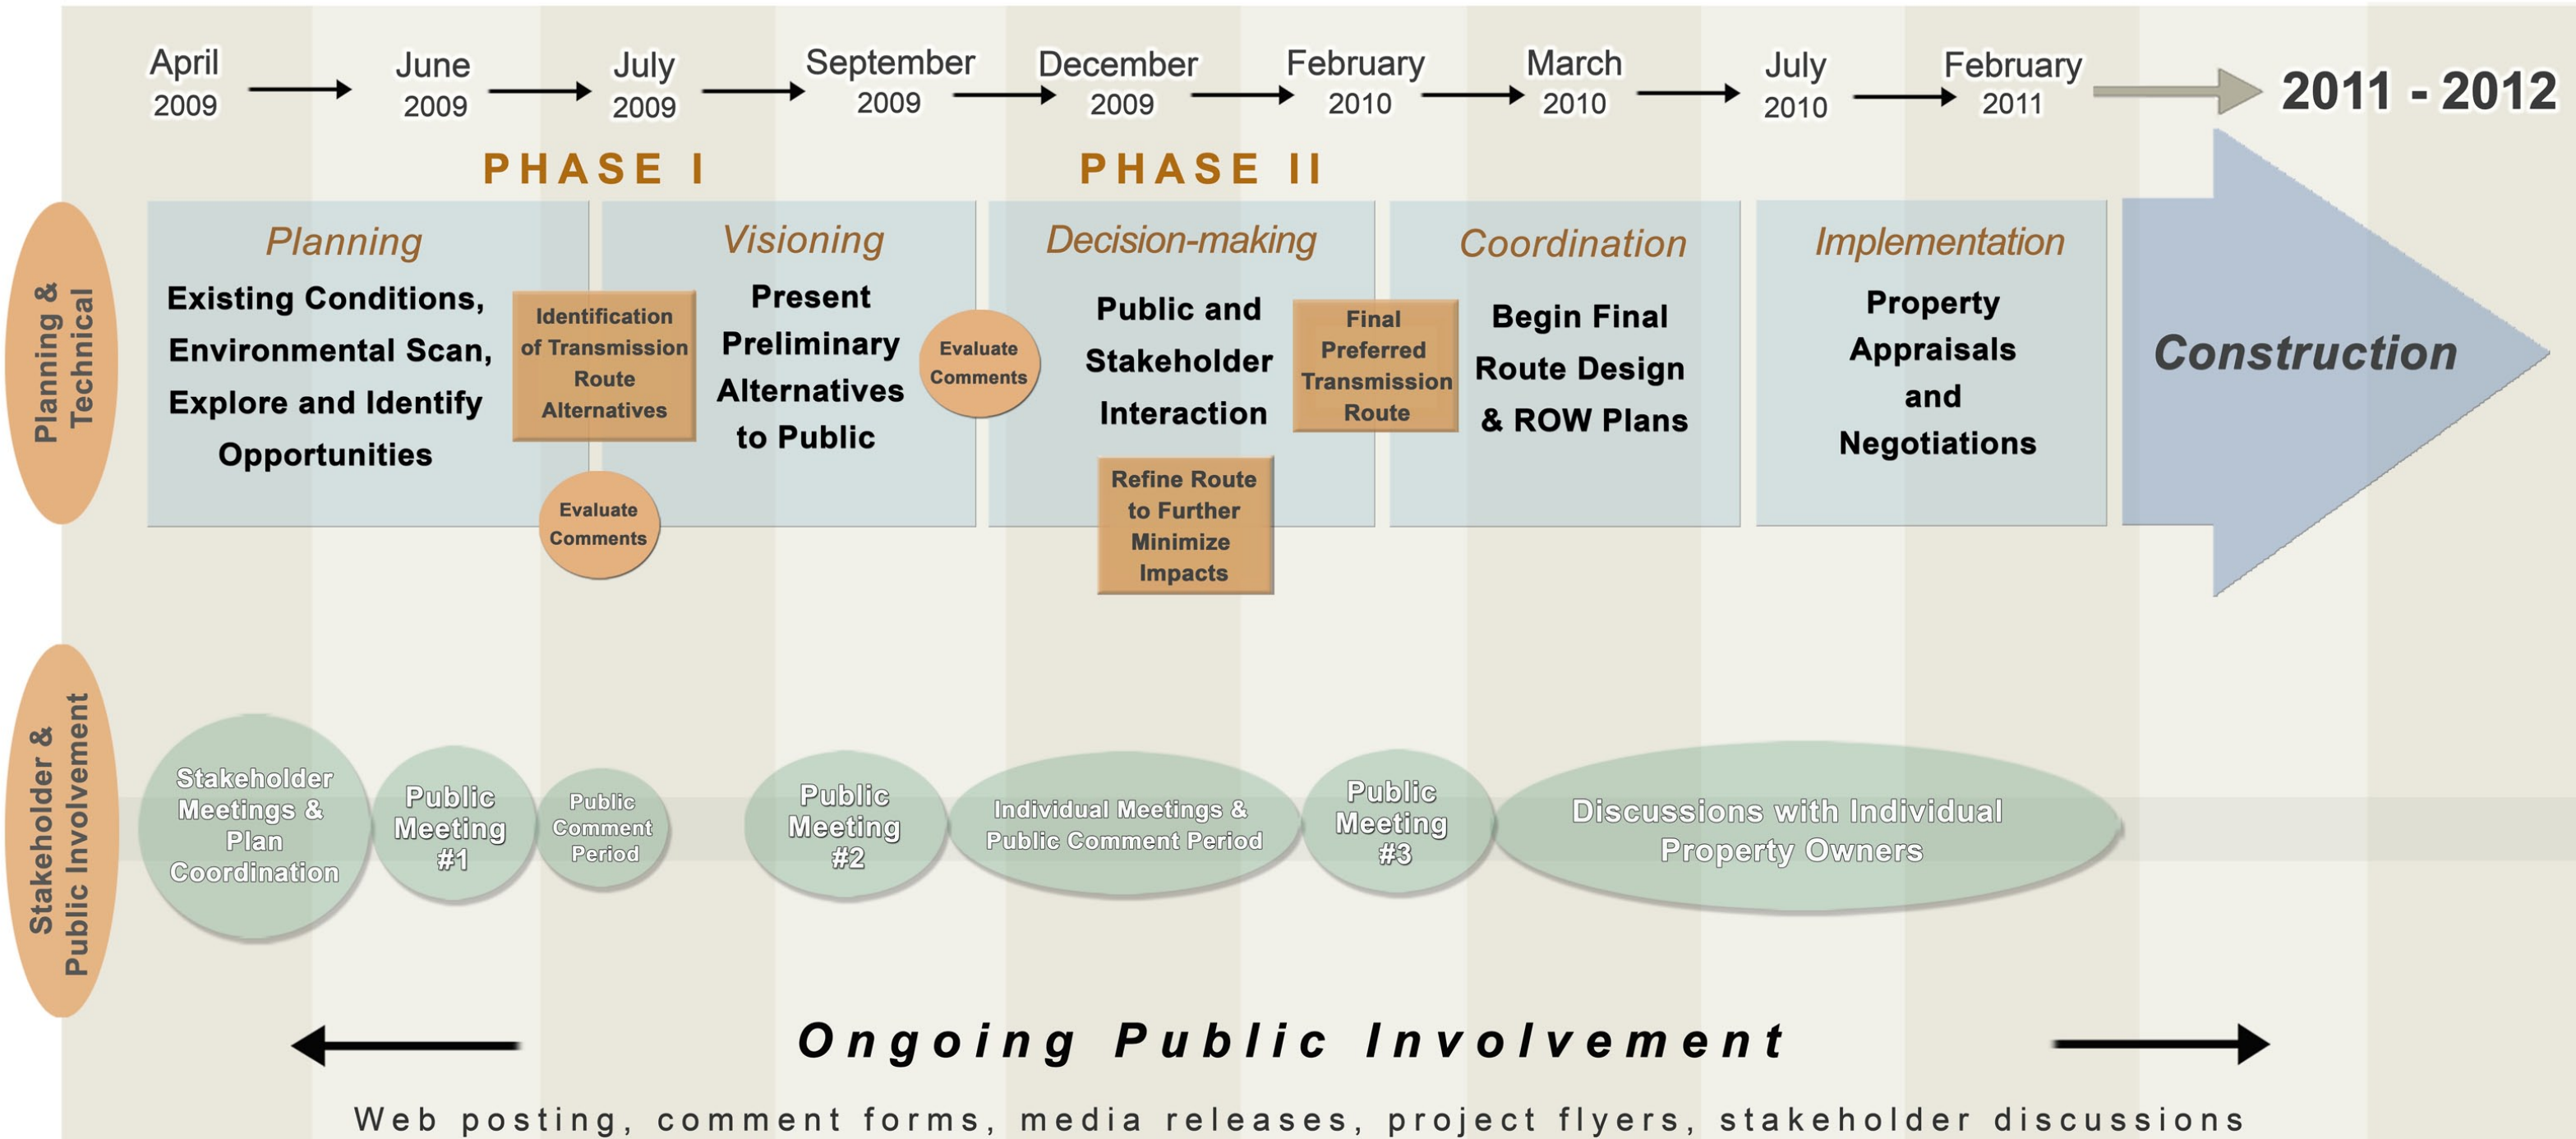 April
2009
June
2009
July
2009
September
2009
December
2009
February
2010
March
2010
July
2010
February
2011
2011 - 2012
PHASE I
PHASE II
Planning &
Technical
Planning
Existing Conditions,
Environmental Scan,
Explore and Identify
Opportunities
Identification
of Transmission
Route
Alternatives
Evaluate
Comments
Visioning
Present
Preliminary
Alternatives
to Public
Evaluate
Comments
Decision-making
Public and
Stakeholder
Interaction
Refine Route
to Further
Minimize
Impacts
Final
Preferred
Transmission
Route
Coordination
Begin Final
Route Design
& ROW Plans
Implementation
Property
Appraisals
and
Negotiations
Construction
Stakeholder &
Public Involvement
Stakeholder
Meetings &
Plan
Coordination
Public
Meeting
#1
Public
Comment
Period
Public
Meeting
#2
Individual Meetings &
Public Comment Period
Public
Meeting
#3
Discussions with Individual
Property Owners
Ongoing Public Involvement
Web posting, comment forms, media releases, project flyers, stakeholder discussions